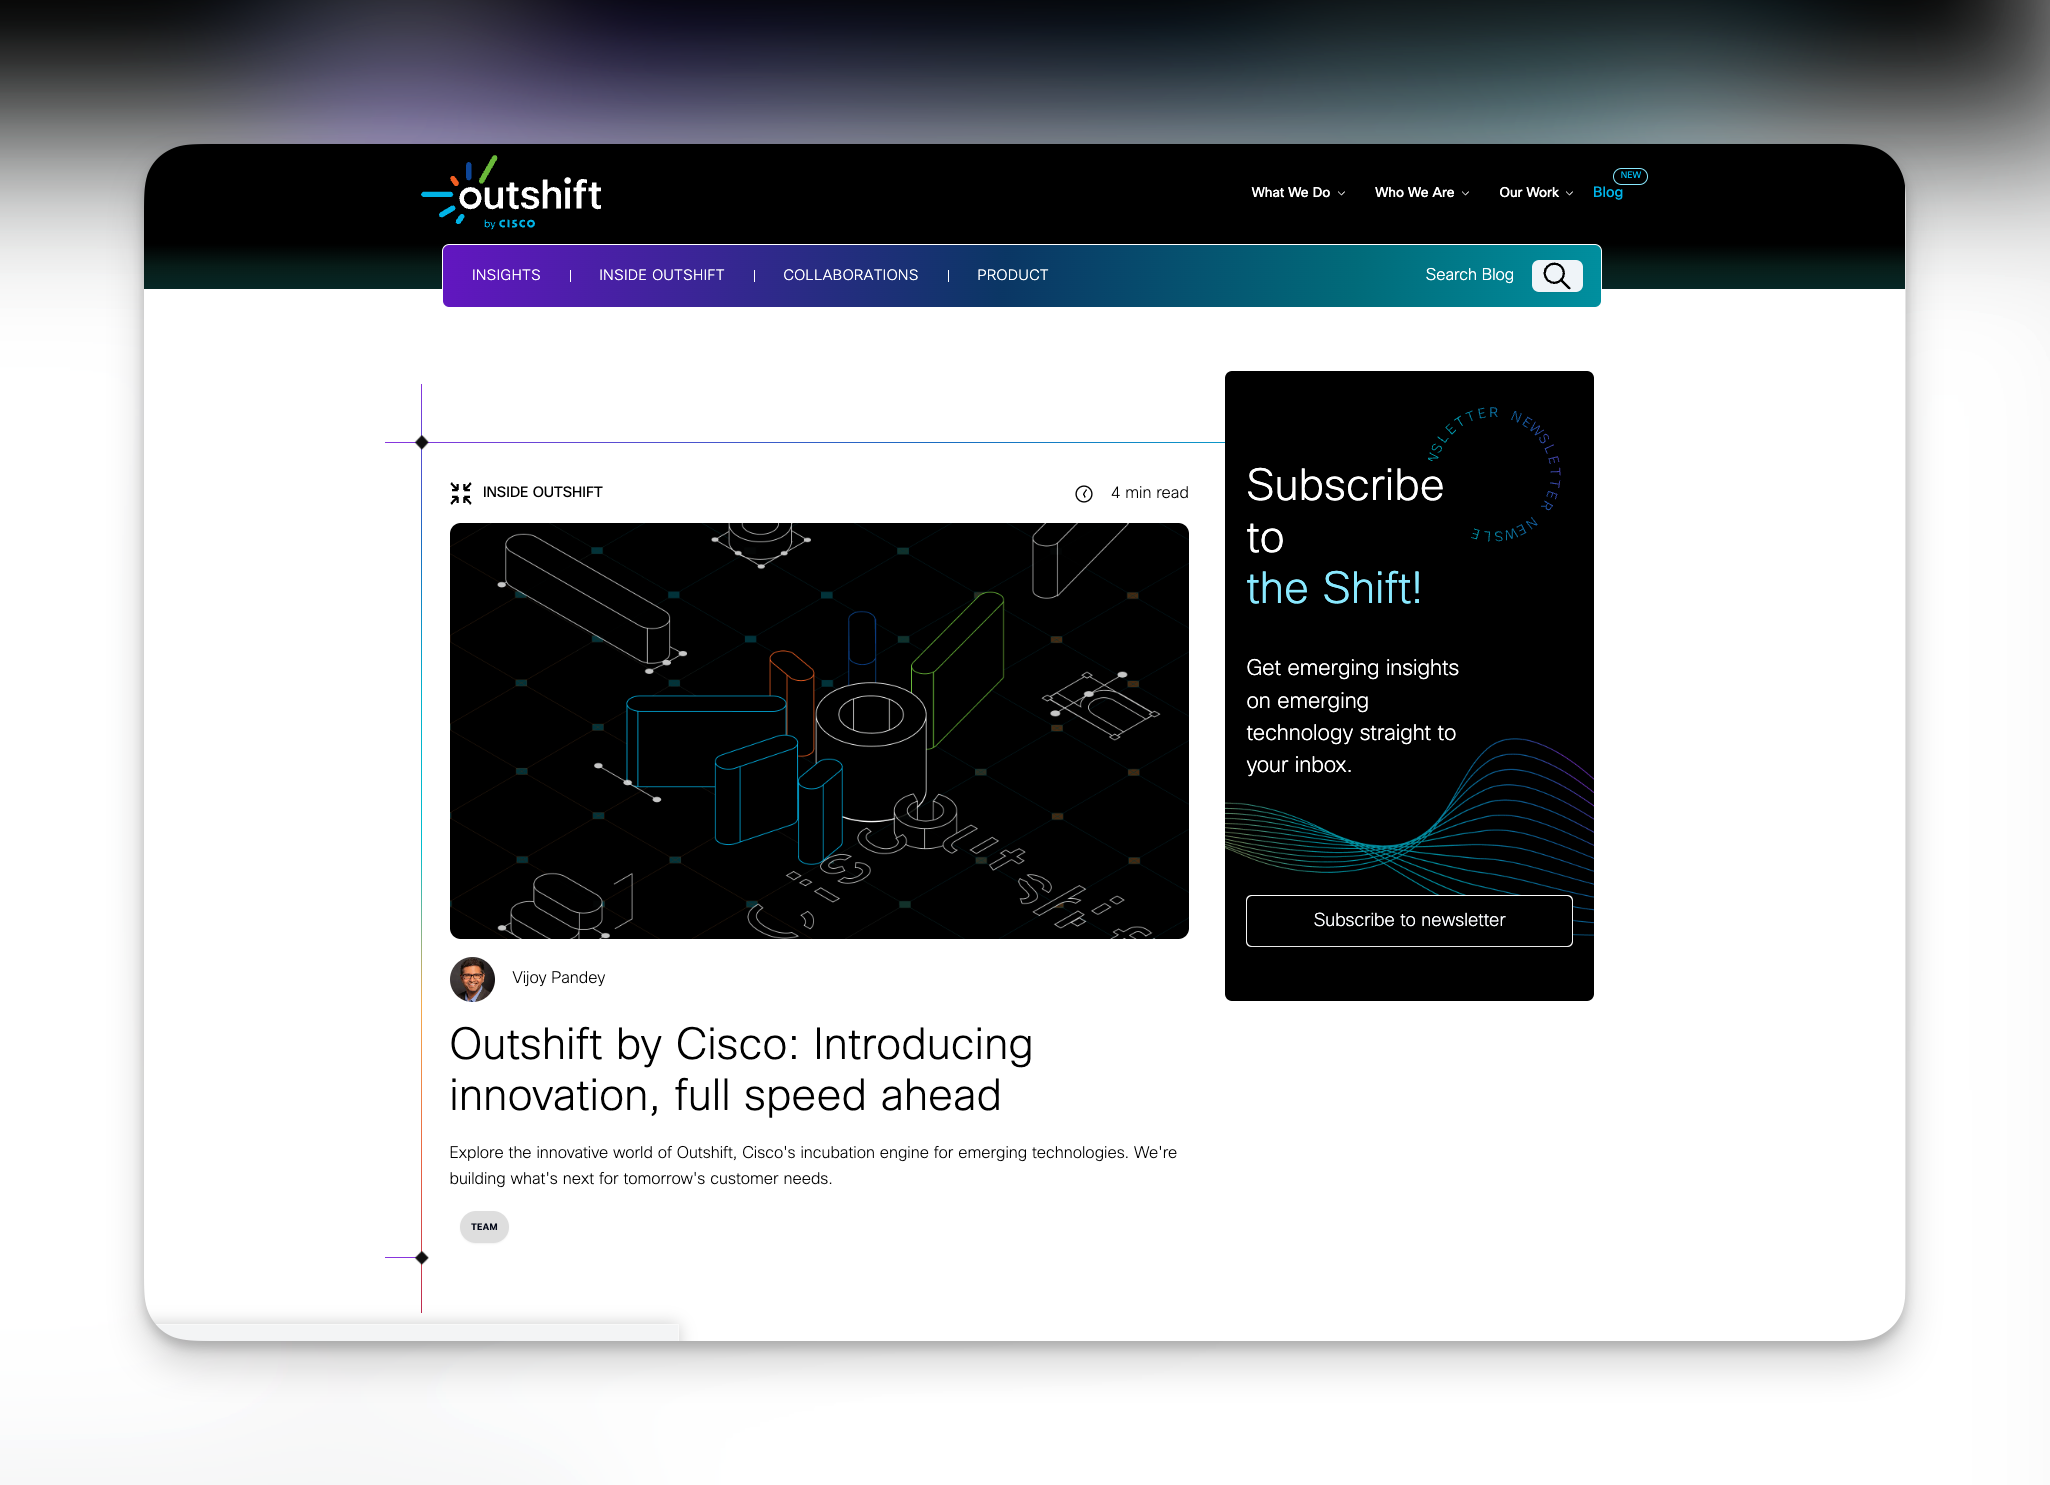 outshift
by CISCO
What We Do
Who We Are
Our Work
Blog
NEW
INSIGHTS
INSIDE OUTSHIFT
COLLABORATIONS
PRODUCT
Search Blog
INSIDE OUTSHIFT
4 min read
Cisco
Outshift
Vijoy Pandey
Outshift by Cisco: Introducing
innovation, full speed ahead
Explore the innovative world of Outshift, Cisco's incubation engine for emerging technologies. We're
building what's next for tomorrow's customer needs.
TEAM
NSLETTER NEWSLETTER NEWSLE
Subscribe
to
the Shift!
Get emerging insights
on emerging
technology straight to
your inbox.
Subscribe to newsletter